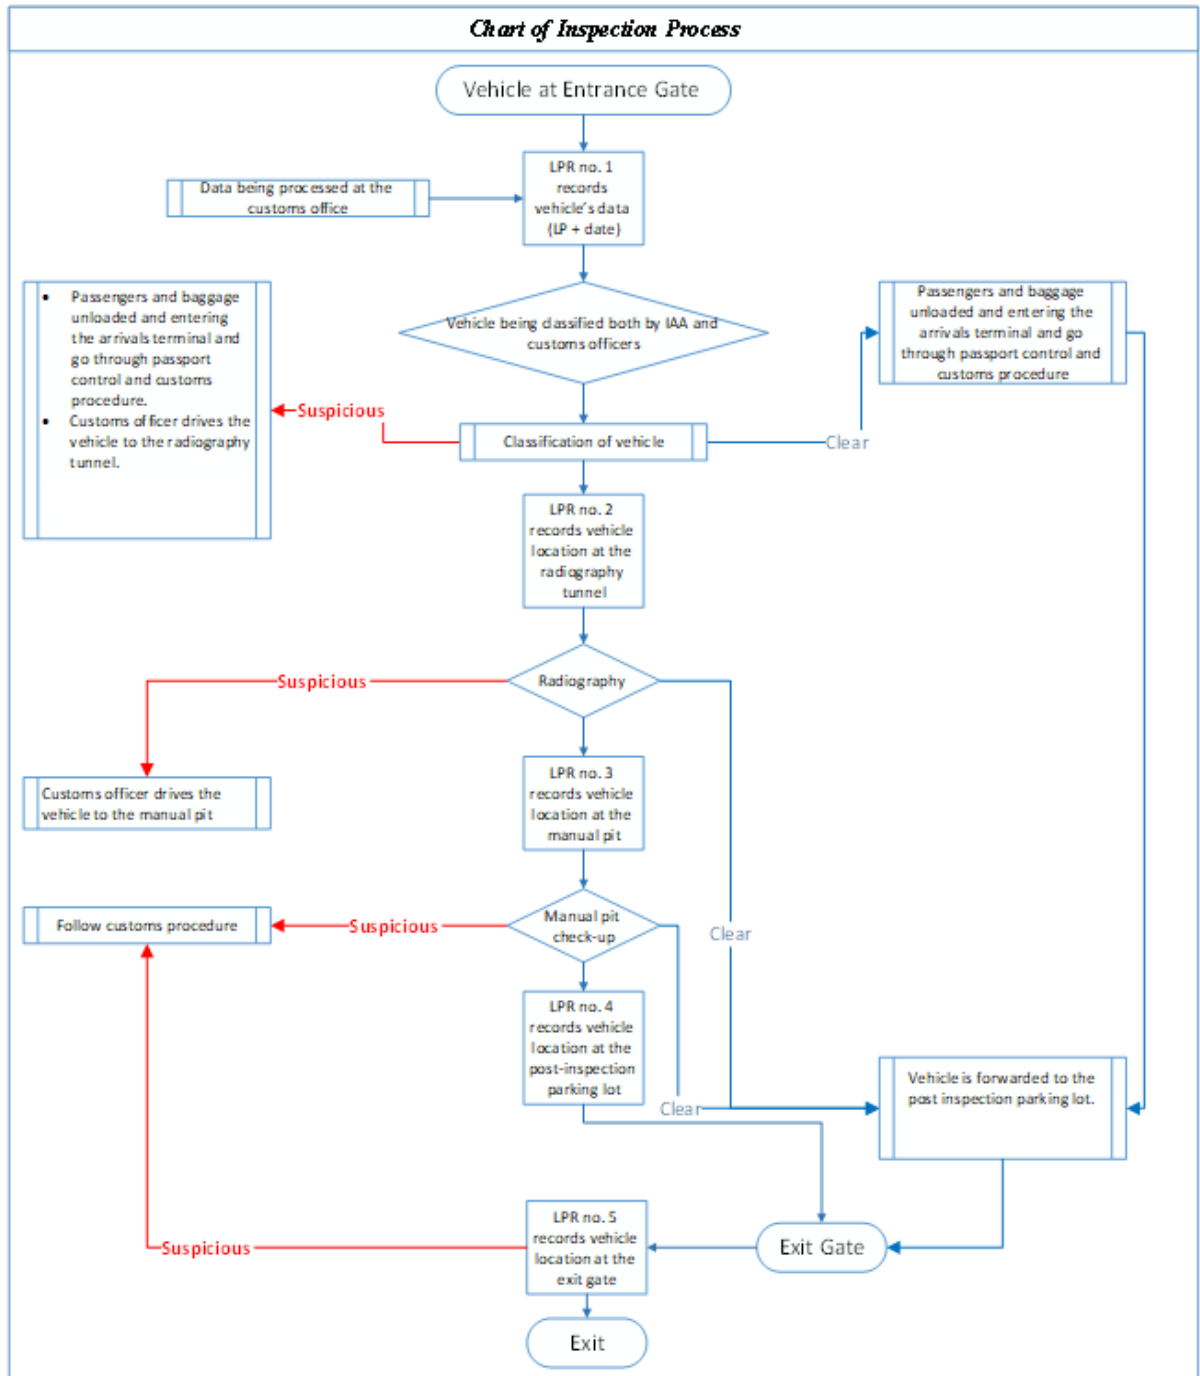 Chart of Inspection Process
Vehicle at Entrance Gate
LPR no. 1
records
vehicle's data
(LP + date)
Data being processed at the
customs office
Vehicle being classified both by IAA and
customs officers
• Passengers and baggage
unloaded and entering
the arrivals terminal and
go through passport
control and customs
procedure.
• Customs officer drives the
vehicle to the radiography
tunnel.
Passengers and baggage
unloaded and entering the
arrivals terminal and go
through passport control and
customs procedure
Suspicious
Classification of vehicle
Clear
LPR no. 2
records vehicle
location at the
radiography
tunnel
Suspicious
Radiography
LPR no. 3
records vehicle
location at the
manual pit
Customs officer drives the
vehicle to the manual pit
Follow customs procedure
Suspicious
Manual pit
check-up
Clear
LPR no. 4
records vehicle
location at the
post-inspection
parking lot
Clear
Vehicle is forwarded to the
post inspection parking lot.
Suspicious
LPR no. 5
records vehicle
location at the
exit gate
Exit Gate
Exit